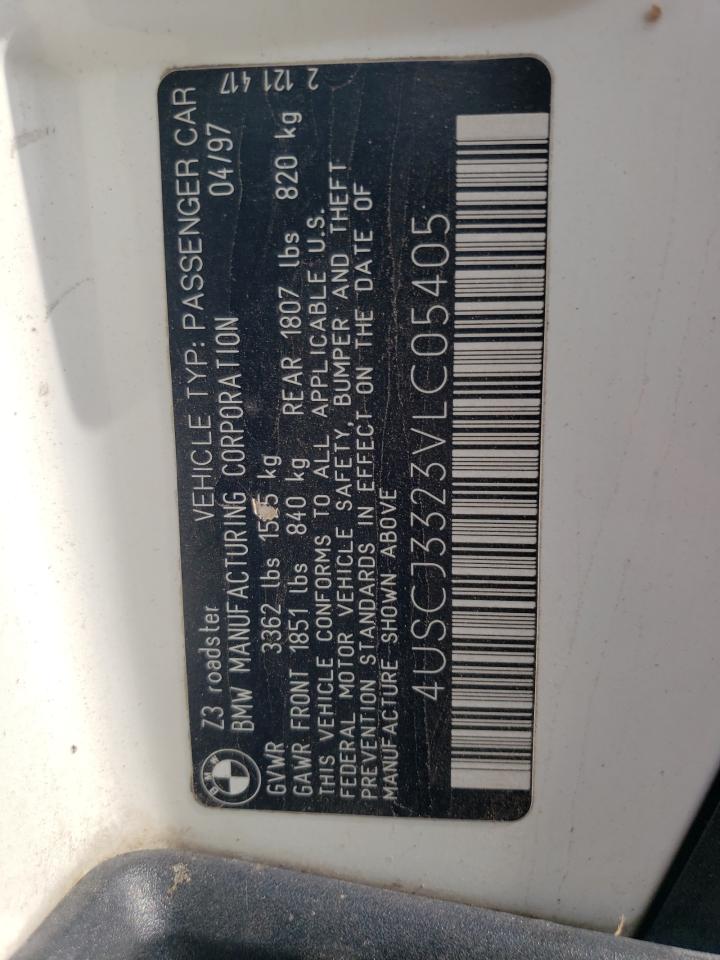 Z3 roadster VEHICLE TYP: PASSENGER CAR
BMW MANUFACTURING CORPORATION 04/97
2 121 417
GVWR 3362 lbs kg
GAWR FRONT 1851 lbs 840 kg REAR 1807 lbs 820 kg
THIS VEHICLE CONFORMS TO ALL APPLICABLE U.S.
FEDERAL MOTOR VEHICLE SAFETY, BUMPER AND THEFT
PREVENTION STANDARDS IN EFFECT ON THE DATE OF
MANUFACTURE SHOWN ABOVE
4USCJ3323VLC05405
BMW